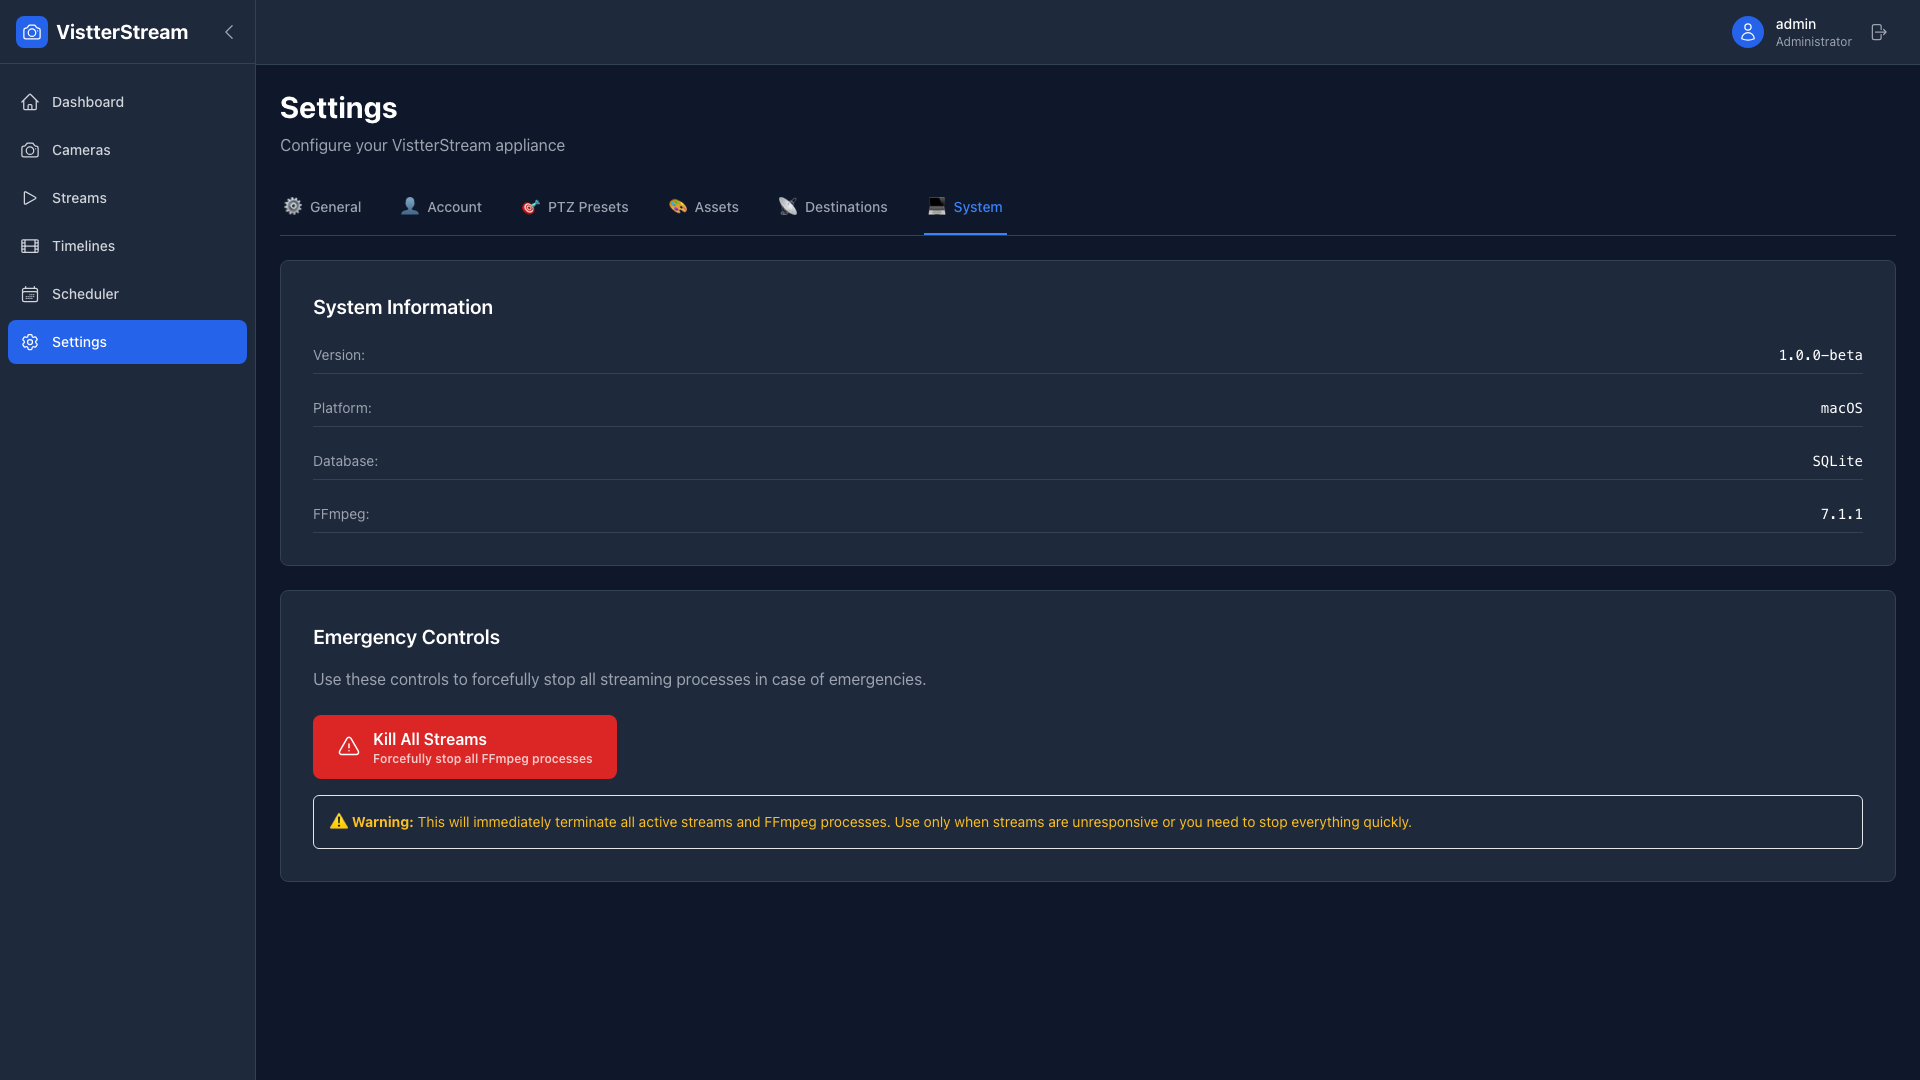 VistterStream
admin
Administrator
Dashboard
Cameras
Streams
Timelines
Scheduler
Settings
Settings
Configure your VistterStream appliance
General
Account
PTZ Presets
Assets
Destinations
System
System Information
Version: 1.0.0-beta
Platform: macOS
Database: SQLite
FFmpeg: 7.1.1
Emergency Controls
Use these controls to forcefully stop all streaming processes in case of emergencies.
Kill All Streams
Forcefully stop all FFmpeg processes
Warning: This will immediately terminate all active streams and FFmpeg processes. Use only when streams are unresponsive or you need to stop everything quickly.